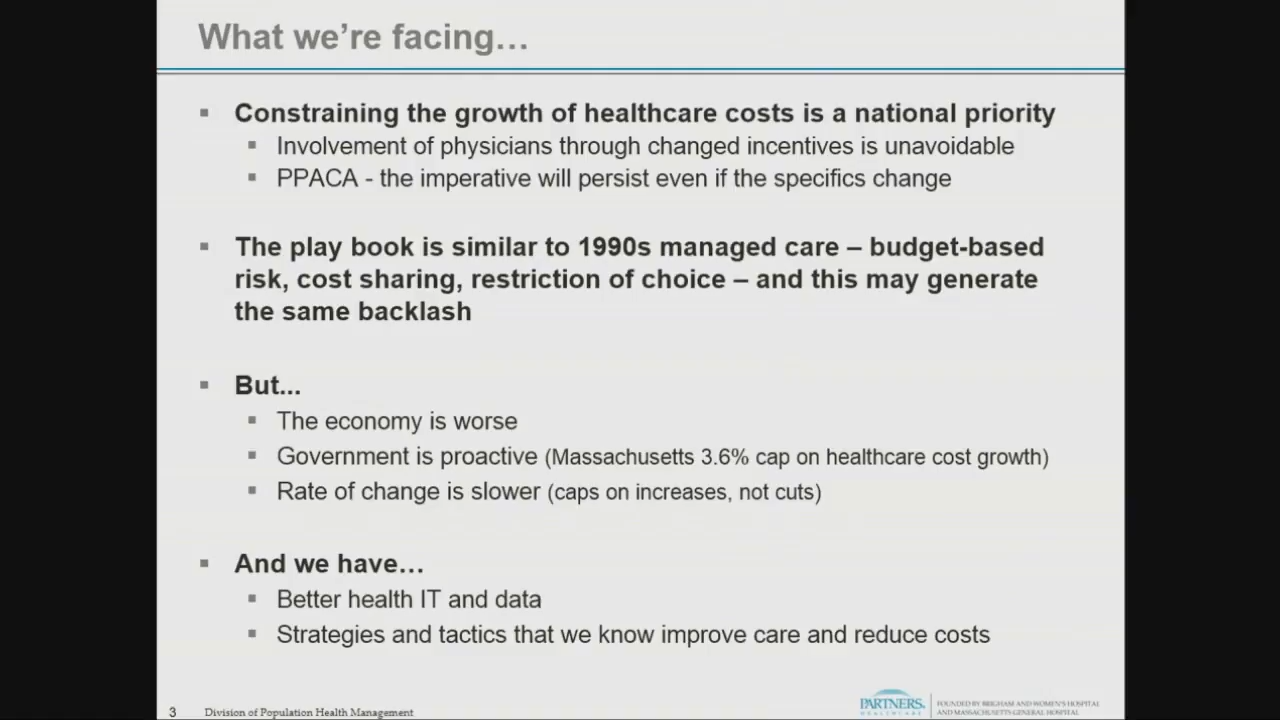 What we're facing…
▪ Constraining the growth of healthcare costs is a national priority
▪ Involvement of physicians through changed incentives is unavoidable
▪ PPACA - the imperative will persist even if the specifics change
▪ The play book is similar to 1990s managed care – budget-based
risk, cost sharing, restriction of choice – and this may generate
the same backlash
▪ But...
▪ The economy is worse
▪ Government is proactive (Massachusetts 3.6% cap on healthcare cost growth)
▪ Rate of change is slower (caps on increases, not cuts)
▪ And we have…
▪ Better health IT and data
▪ Strategies and tactics that we know improve care and reduce costs
3 Division of Population Health Management
PARTNERS.
HEALTHCARE
FOUNDED BY BRIGHAM AND WOMEN'S HOSPITAL
AND MASSACHUSETTS GENERAL HOSPITAL